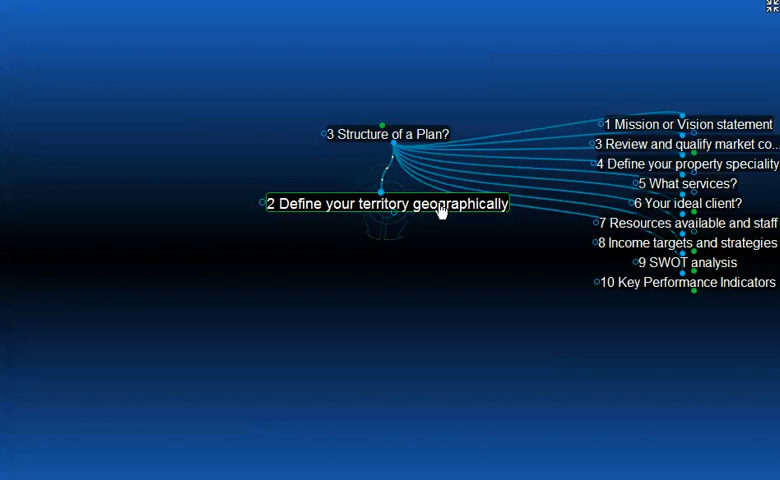 3 Structure of a Plan?
2 Define your territory geographically
1 Mission or Vision statement
3 Review and qualify market co...
4 Define your property speciality
5 What services?
6 Your ideal client?
7 Resources available and staff
8 Income targets and strategies
9 SWOT analysis
10 Key Performance Indicators